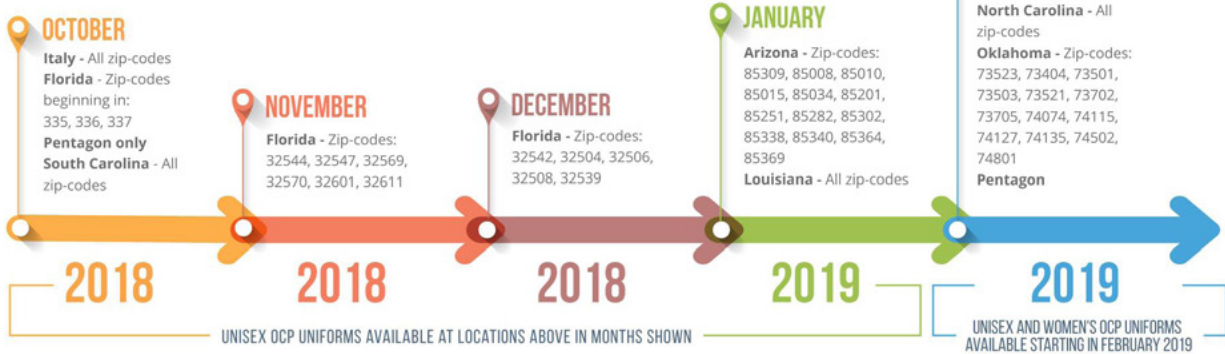 OCTOBER
Italy - All zip-codes
Florida - Zip-codes
beginning in:
335, 336, 337
Pentagon only
South Carolina - All
zip-codes
NOVEMBER
Florida - Zip-codes:
32544, 32547, 32569,
32570, 32601, 32611
DECEMBER
Florida - Zip-codes:
32542, 32504, 32506,
32508, 32539
JANUARY
Arizona - Zip-codes:
85309, 85008, 85010,
85015, 85034, 85201,
85251, 85282, 85302,
85338, 85340, 85364,
85369
Louisiana - All zip-codes
North Carolina - All
zip-codes
Oklahoma - Zip-codes:
73523, 73404, 73501,
73503, 73521, 73702,
73705, 74074, 74115,
74127, 74135, 74502,
74801
Pentagon
2018
2018
2018
2019
2019
UNISEX OCP UNIFORMS AVAILABLE AT LOCATIONS ABOVE IN MONTHS SHOWN
UNISEX AND WOMEN'S OCP UNIFORMS
AVAILABLE STARTING IN FEBRUARY 2019